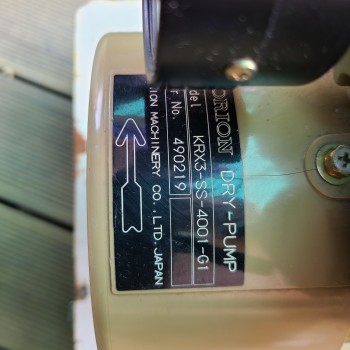 ORION DRY-PUMP
del KRX3-SS-4001-G1
r No. 490219
ION MACHINERY CO.,LTD.JAPAN